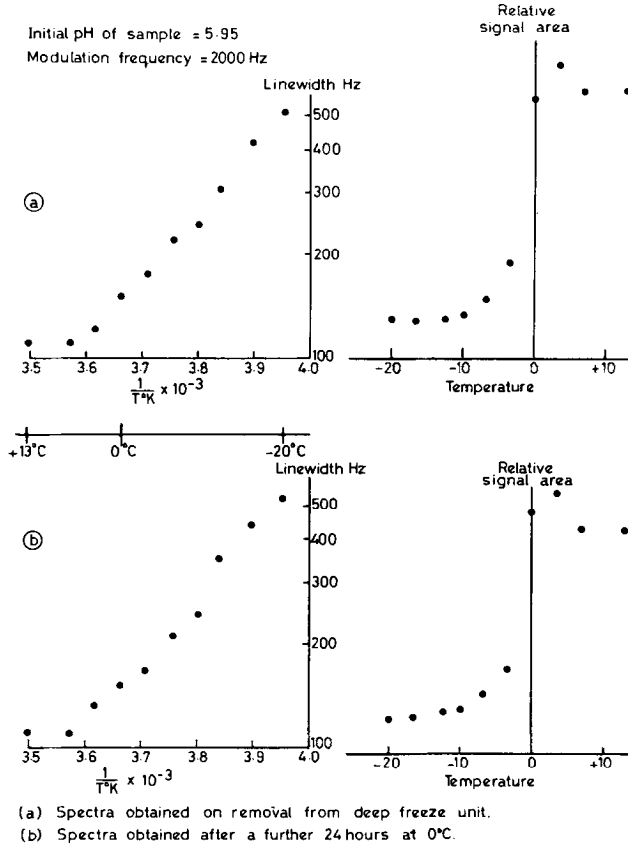 Initial pH of sample = 5.95
Modulation frequency = 2000 Hz
Relative
signal area
Linewidth Hz
500
400
300
200
100
(a)
3.5 3.6 3.7 3.8 3.9 4.0
1/T°K × 10-3
-20 -10 0 +10
Temperature
+13°C 0°C -20°C
Linewidth Hz
Relative
signal area
500
400
300
200
100
(b)
3.5 3.6 3.7 3.8 3.9 4.0
1/T°K × 10-3
-20 -10 0 +10
Temperature
(a) Spectra obtained on removal from deep freeze unit.
(b) Spectra obtained after a further 24 hours at 0°C.